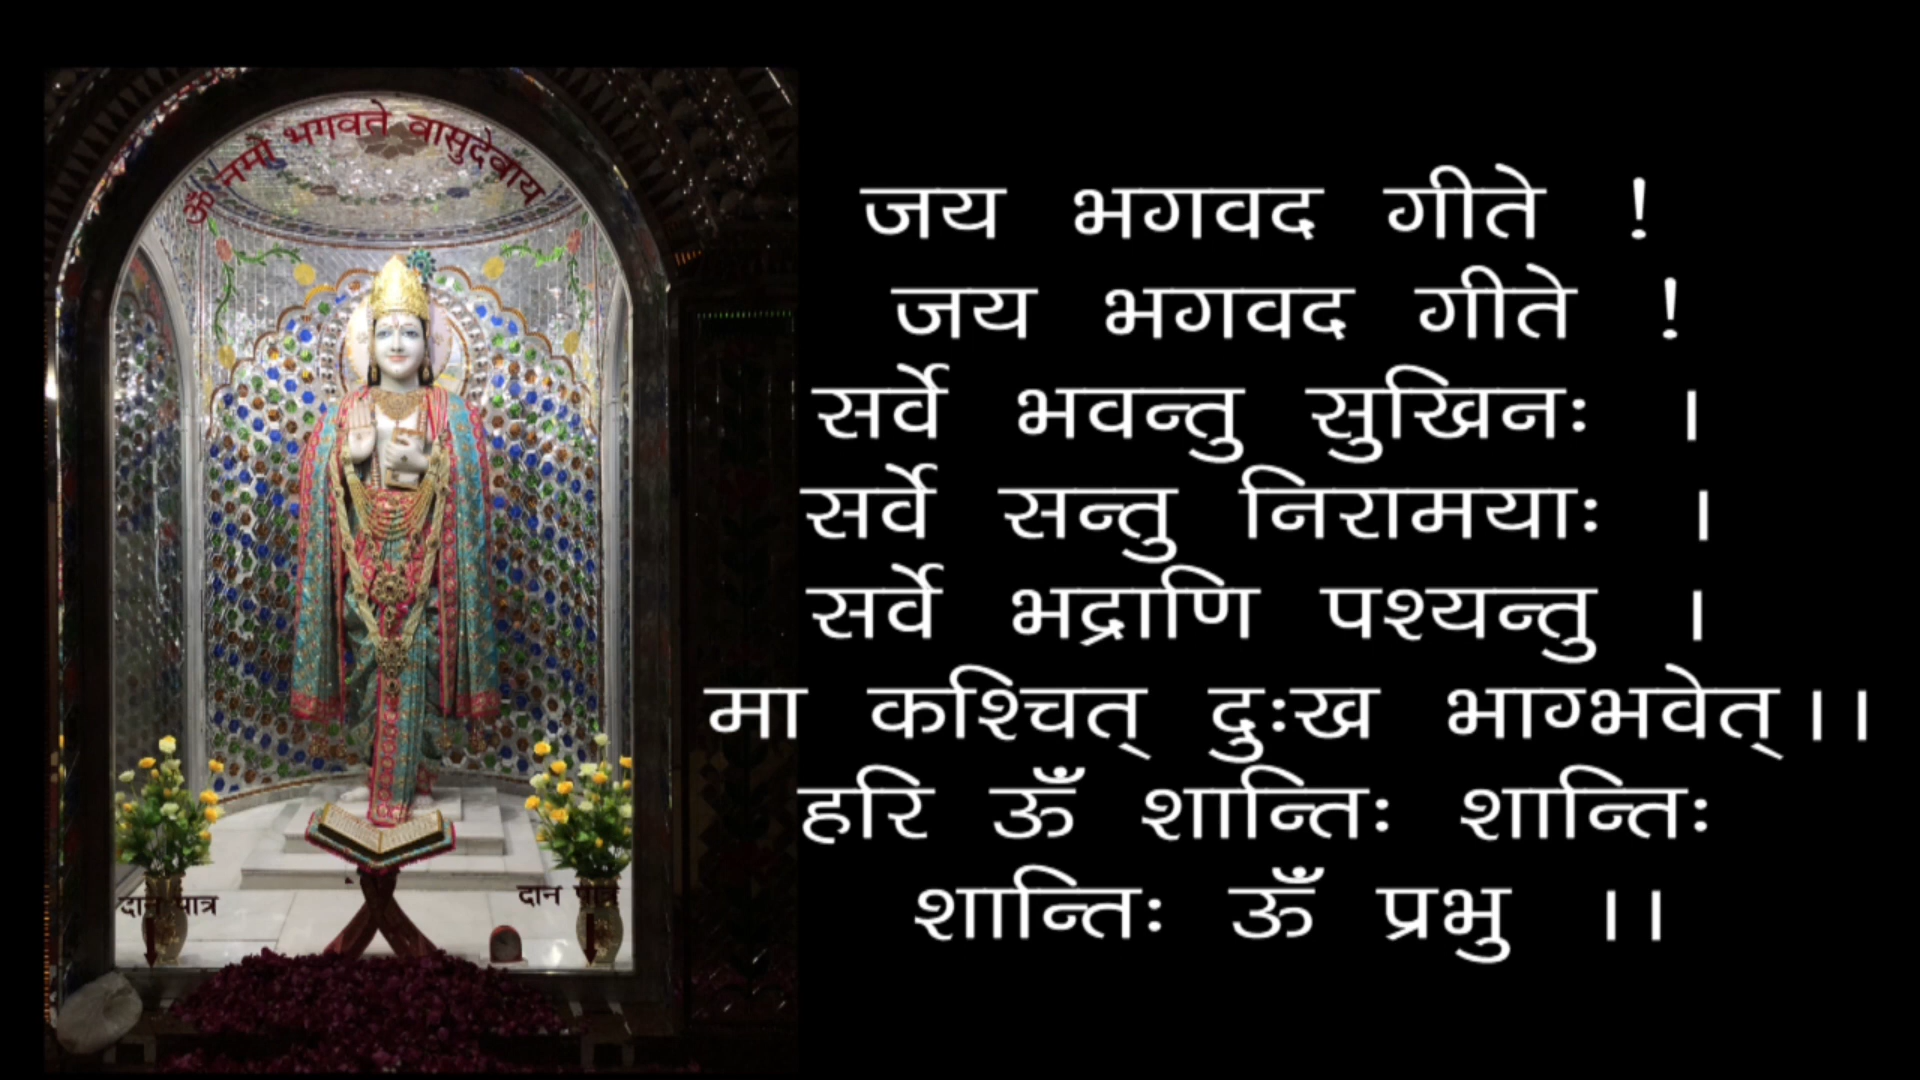 ॐ नमो भगवते वासुदेवाय
दान पात्र
दान पात्र
जय भगवद गीते !
जय भगवद गीते !
सर्वे भवन्तु सुखिनः ।
सर्वे सन्तु निरामयाः ।
सर्वे भद्राणि पश्यन्तु ।
मा कश्चित् दुःख भाग्भवेत्।।
हरि ऊँ शान्तिः शान्तिः
शान्तिः ऊँ प्रभु ।।